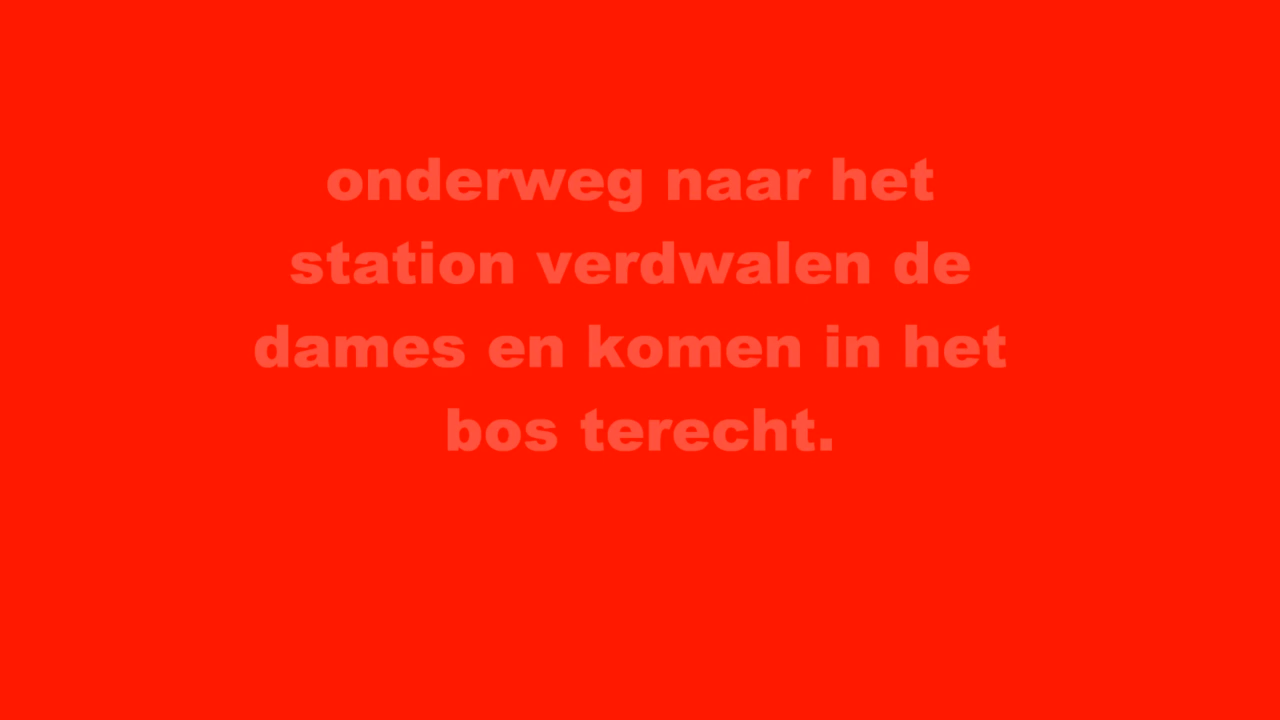 onderweg naar het
station verdwalen de
dames en komen in het
bos terecht.